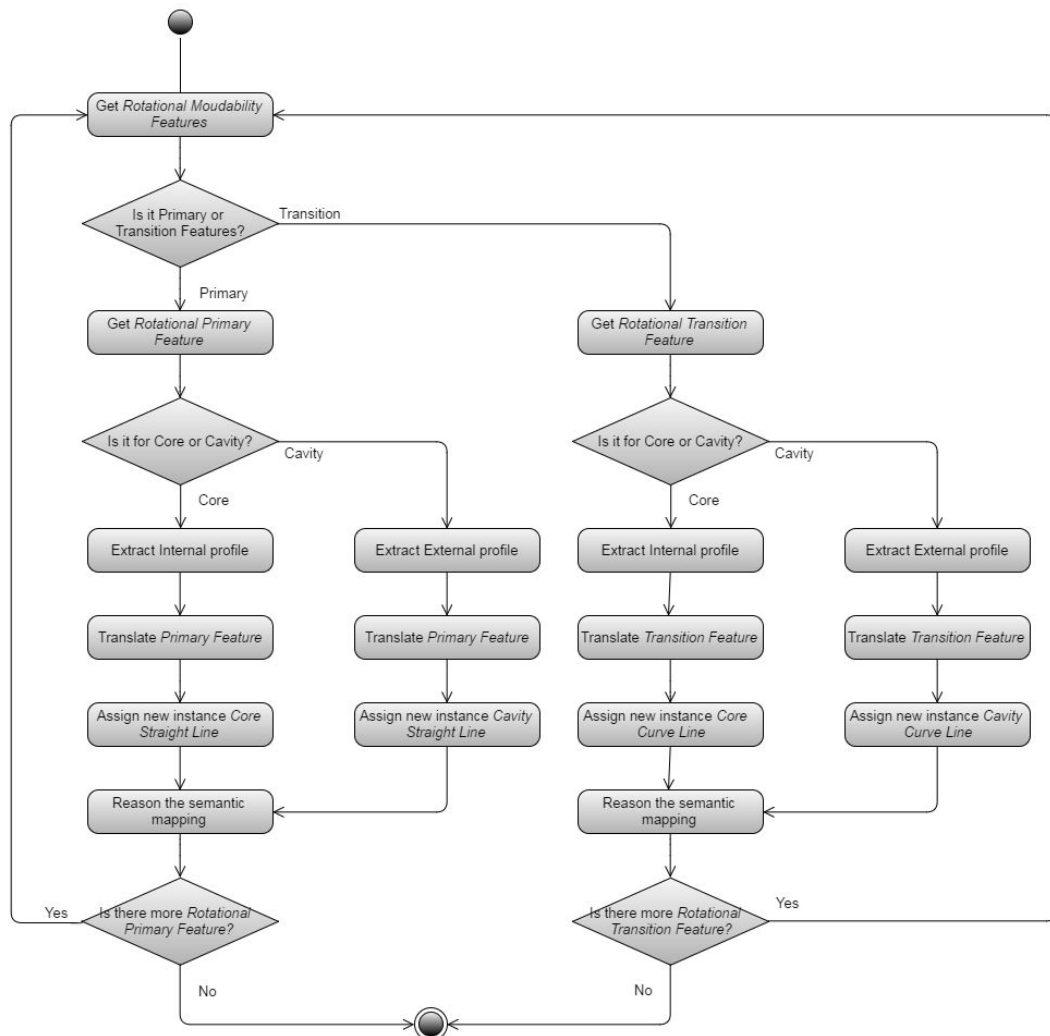 Get Rotational Moudability
Features
Is it Primary or
Transition Features?
Transition
Primary
Get Rotational Primary
Feature
Get Rotational Transition
Feature
Is it for Core or Cavity?
Cavity
Core
Is it for Core or Cavity?
Cavity
Core
Extract Internal profile
Extract External profile
Extract Internal profile
Extract External profile
Translate Primary Feature
Translate Primary Feature
Translate Transition Feature
Translate Transition Feature
Assign new instance Core
Straight Line
Assign new instance Cavity
Straight Line
Assign new instance Core
Curve Line
Assign new instance Cavity
Curve Line
Reason the semantic
mapping
Reason the semantic
mapping
Yes
Is there more Rotational
Primary Feature?
No
Is there more Rotational
Transition Feature?
Yes
No